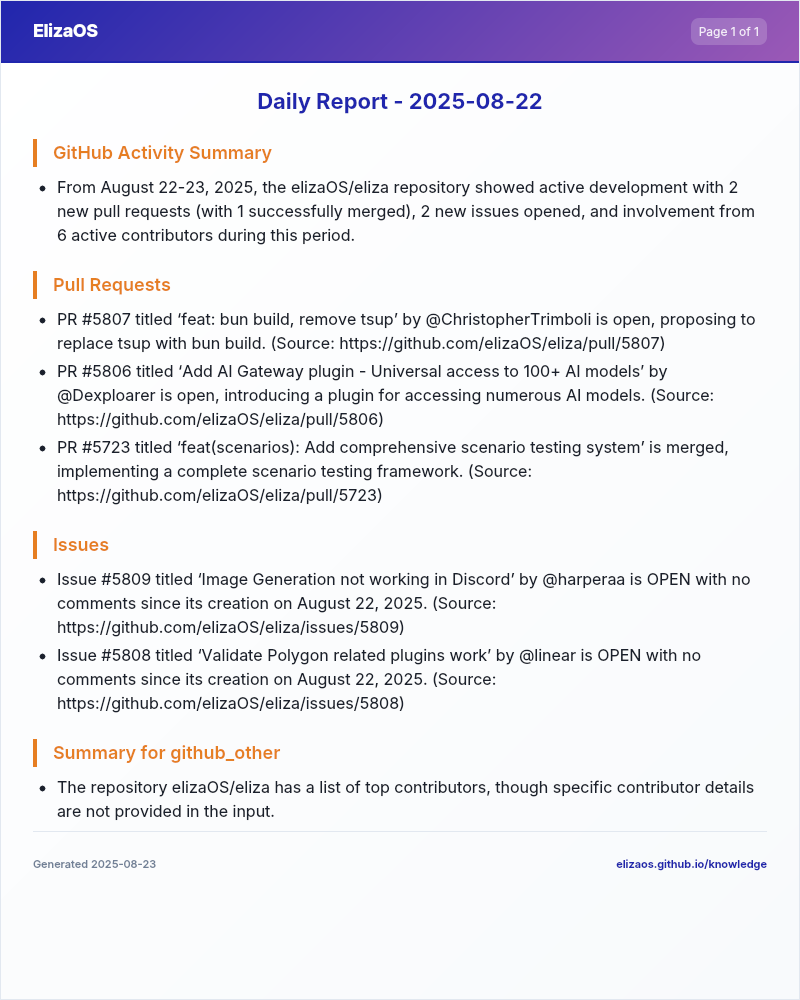 ElizaOS
Page 1 of 1
Daily Report - 2025-08-22
GitHub Activity Summary
• From August 22-23, 2025, the elizaOS/eliza repository showed active development with 2
new pull requests (with 1 successfully merged), 2 new issues opened, and involvement from
6 active contributors during this period.
Pull Requests
• PR #5807 titled ‘feat: bun build, remove tsup’ by @ChristopherTrimboli is open, proposing to
replace tsup with bun build. (Source: https://github.com/elizaOS/eliza/pull/5807)
• PR #5806 titled ‘Add AI Gateway plugin - Universal access to 100+ AI models’ by
@Dexploarer is open, introducing a plugin for accessing numerous AI models. (Source:
https://github.com/elizaOS/eliza/pull/5806)
• PR #5723 titled ‘feat(scenarios): Add comprehensive scenario testing system’ is merged,
implementing a complete scenario testing framework. (Source:
https://github.com/elizaOS/eliza/pull/5723)
Issues
• Issue #5809 titled ‘Image Generation not working in Discord’ by @harperaa is OPEN with no
comments since its creation on August 22, 2025. (Source:
https://github.com/elizaOS/eliza/issues/5809)
• Issue #5808 titled ‘Validate Polygon related plugins work’ by @linear is OPEN with no
comments since its creation on August 22, 2025. (Source:
https://github.com/elizaOS/eliza/issues/5808)
Summary for github_other
• The repository elizaOS/eliza has a list of top contributors, though specific contributor details
are not provided in the input.
Generated 2025-08-23
elizaos.github.io/knowledge